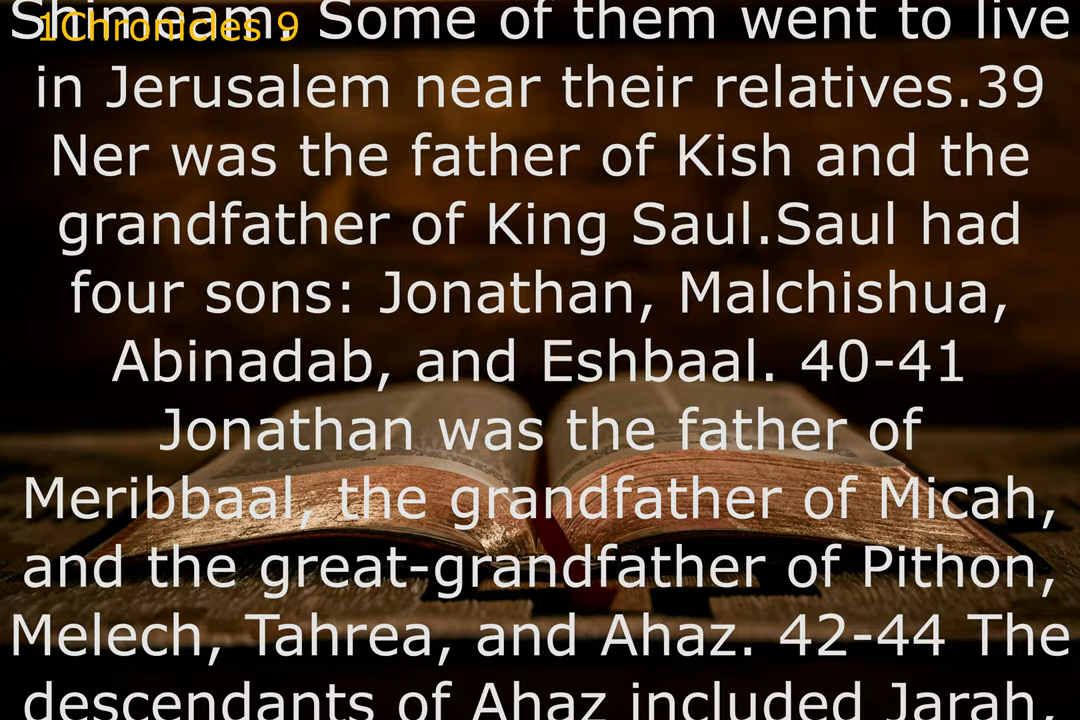 1Chronicles 9
Shimeam, Some of them went to live
in Jerusalem near their relatives.39
Ner was the father of Kish and the
grandfather of King Saul.Saul had
four sons: Jonathan, Malchishua,
Abinadab, and Eshbaal. 40-41
Jonathan was the father of
Meribbaal, the grandfather of Micah,
and the great-grandfather of Pithon,
Melech, Tahrea, and Ahaz. 42-44 The
descendants of Ahaz included Jarah,